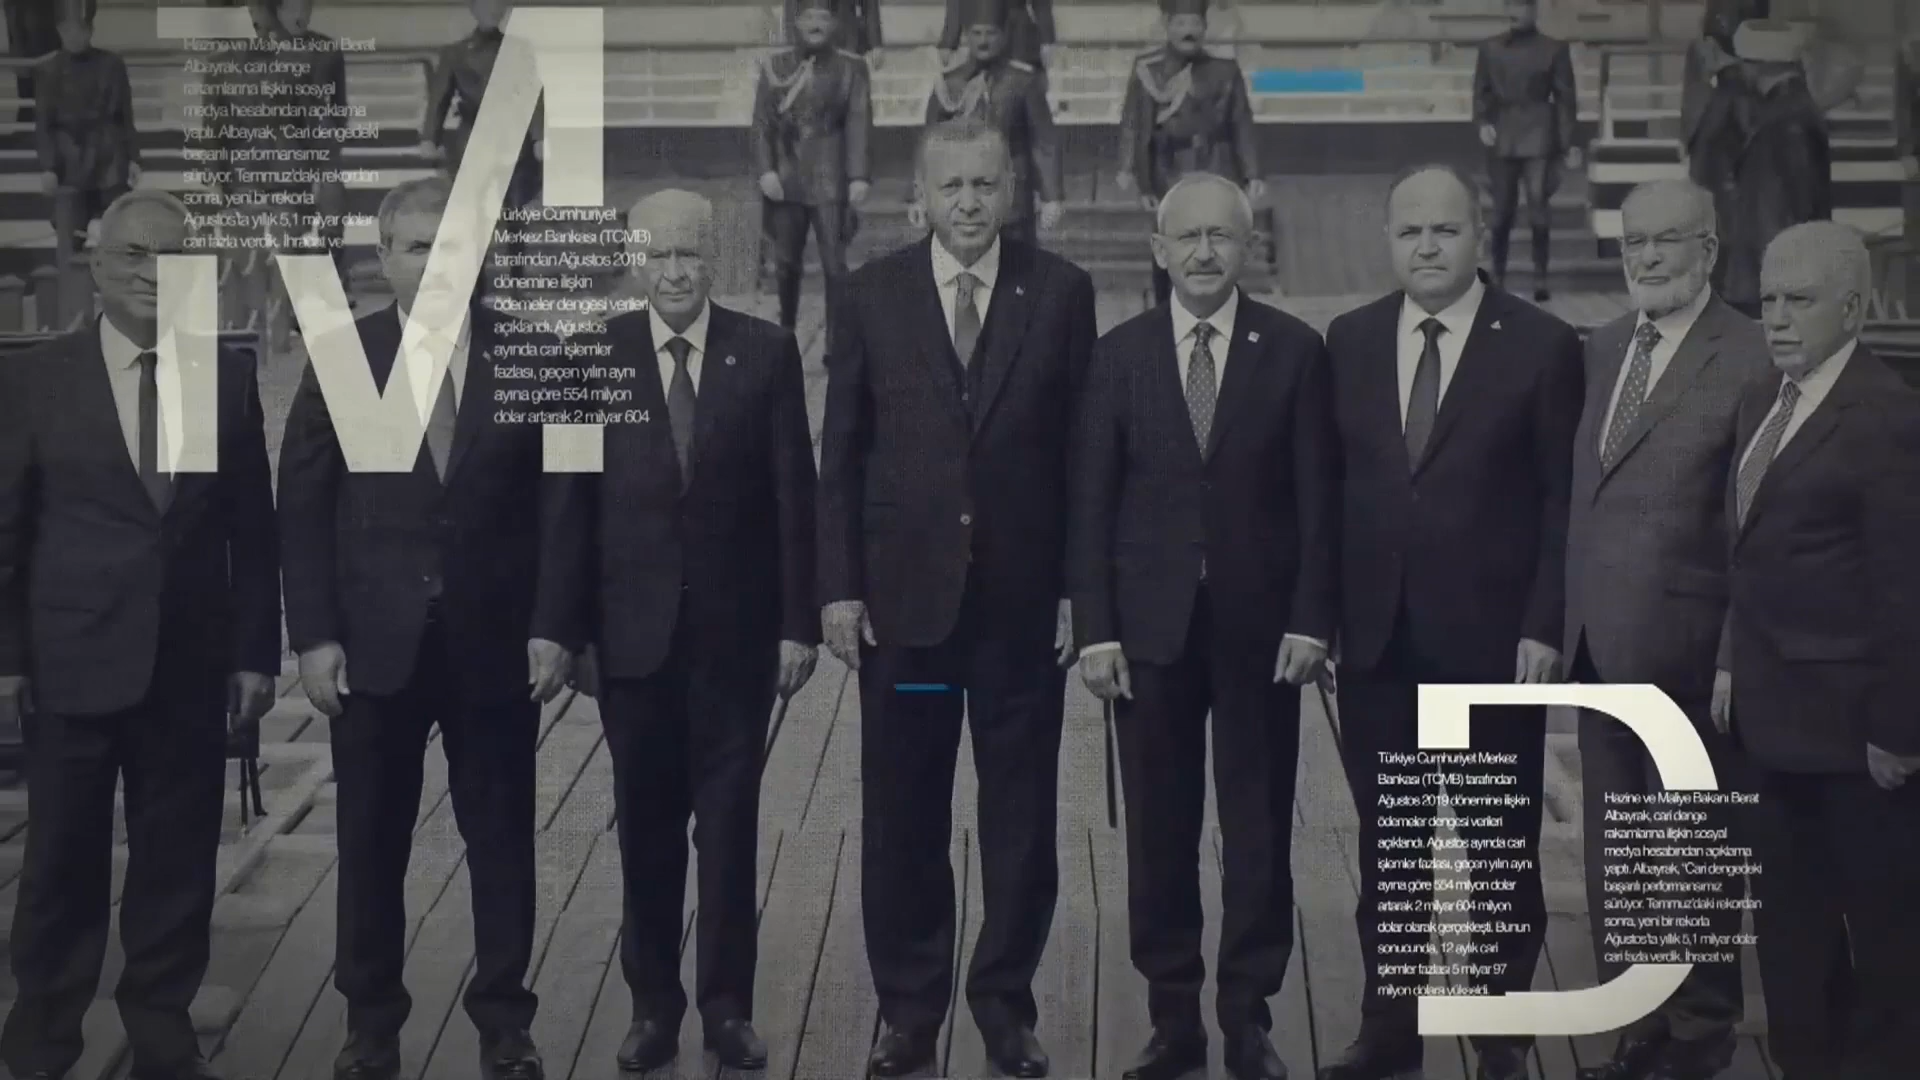 M
Hazine ve Maliye Bakanı Berat
Albayrak, cari denge
rakamlarına ilişkin sosyal
medya hesabından açıklama
yaptı. Albayrak, "Cari dengedeki
başarılı performansımız
sürüyor. Temmuz'daki rekordan
sonra, yeni bir rekorla
Ağustos'ta yıllık 5,1 milyar dolar
cari fazla verdik. İhracat ve
Türkiye Cumhuriyet
Merkez Bankası (TCMB)
tarafından Ağustos 2019
dönemine ilişkin
ödemeler dengesi verileri
açıklandı. Ağustos
ayında cari işlemler
fazlası, geçen yılın aynı
ayına göre 554 milyon
dolar artarak 2 milyar 604
D
Türkiye Cumhuriyet Merkez
Bankası (TCMB) tarafından
Ağustos 2019 dönemine ilişkin
ödemeler dengesi verileri
açıklandı. Ağustos ayında cari
işlemler fazlası, geçen yılın aynı
ayına göre 554 milyon dolar
artarak 2 milyar 604 milyon
dolar olarak gerçekleşti. Bunun
sonucunda, 12 aylık cari
işlemler fazlası 5 milyar 97
milyon dolara yükseldi.
Hazine ve Maliye Bakanı Berat
Albayrak, cari denge
rakamlarına ilişkin sosyal
medya hesabından açıklama
yaptı. Albayrak, "Cari dengedeki
başarılı performansımız
sürüyor. Temmuz'daki rekordan
sonra, yeni bir rekorla
Ağustos'ta yıllık 5,1 milyar dolar
cari fazla verdik. İhracat ve